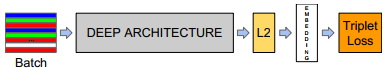 Batch
...
DEEP ARCHITECTURE
L2
EMBEDDING
Triplet
Loss